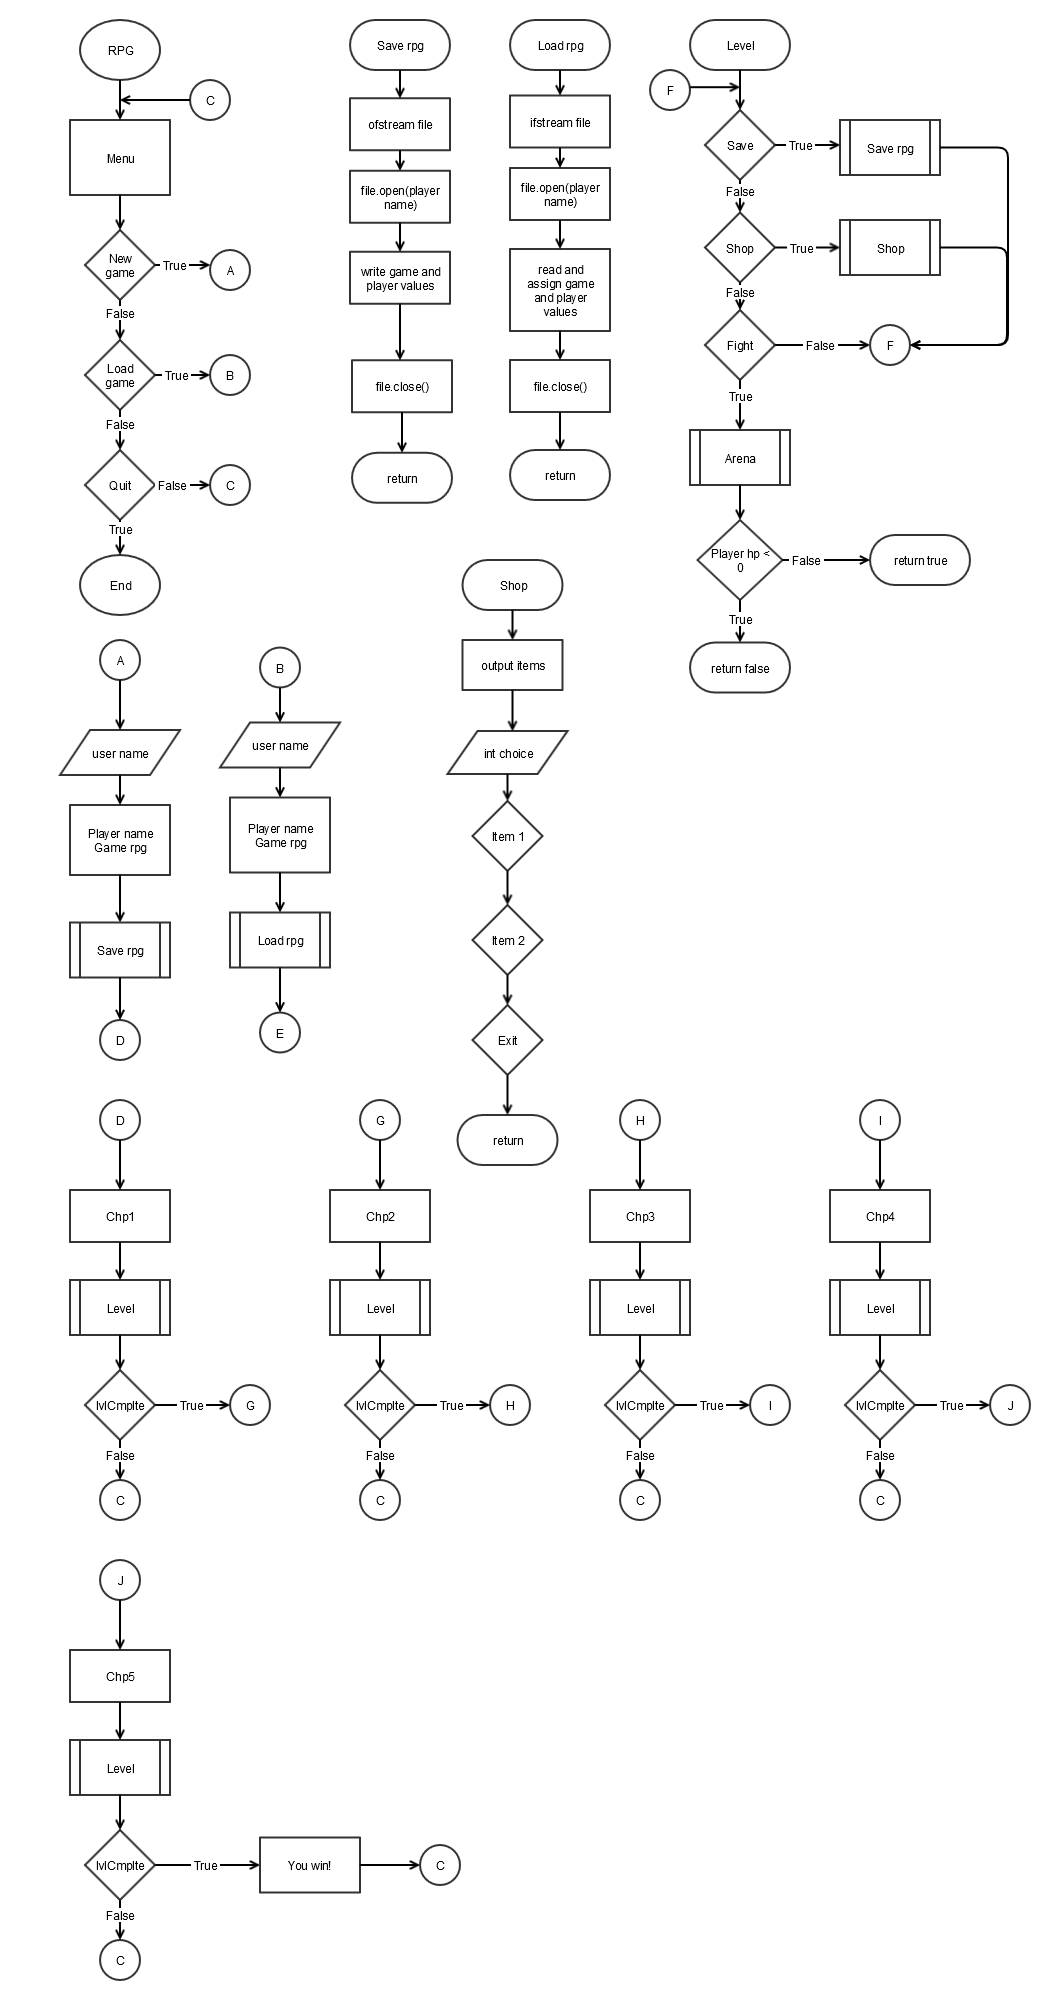 RPG
C
Menu
New
game
True
A
False
Load
game
True
B
False
Quit
False
C
True
End
Save rpg
ofstream file
file.open(player
name)
write game and
player values
file.close()
return
Load rpg
ifstream file
file.open(player
name)
read and
assign game
and player
values
file.close()
return
Level
F
Save
True
Save rpg
False
Shop
True
Shop
False
Fight
False
F
True
Arena
Player hp <
0
False
return true
True
return false
A
user name
Player name
Game rpg
Save rpg
D
B
user name
Player name
Game rpg
Load rpg
E
Shop
output items
int choice
Item 1
Item 2
Exit
return
D
Chp1
Level
lvlCmplte
True
G
False
C
G
Chp2
Level
lvlCmplte
True
H
False
C
H
Chp3
Level
lvlCmplte
True
I
False
C
I
Chp4
Level
lvlCmplte
True
J
False
C
J
Chp5
Level
lvlCmplte
True
You win!
C
False
C